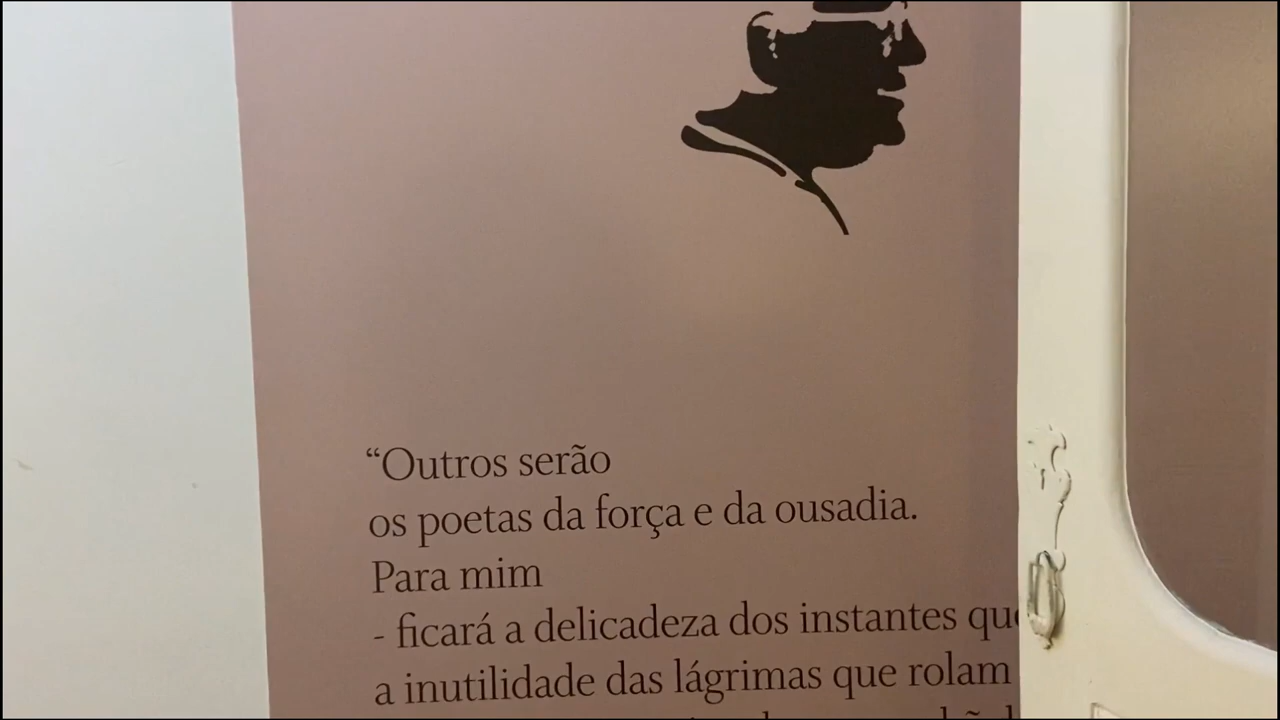 “Outros serão
os poetas da força e da ousadia.
Para mim
- ficará a delicadeza dos instantes que
a inutilidade das lágrimas que rolam